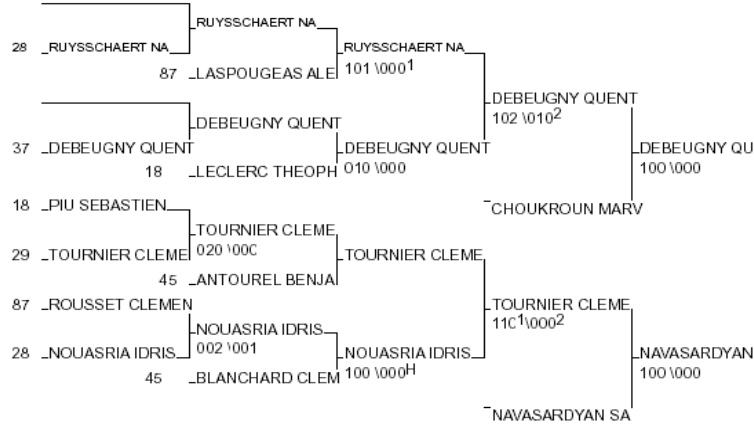 RUYSSCHAERT NA
28 RUYSSCHAERT NA
RUYSSCHAERT NA
101 \000¹
87 LASPOUGEAS ALE
DEBEUGNY QUENT
102 \010²
DEBEUGNY QUENT
37 DEBEUGNY QUENT
DEBEUGNY QUENT
010 \000
DEBEUGNY QU
100 \000
18 LECLERC THEOPH
18 PIU SEBASTIEN
CHOUKROUN MARV
TOURNIER CLEME
020 \000
29 TOURNIER CLEME
TOURNIER CLEME
45 ANTOUREL BENJA
87 ROUSSET CLEMEN
TOURNIER CLEME
110¹\000²
NOUASRIA IDRIS
002 \001
28 NOUASRIA IDRIS
NOUASRIA IDRIS
100 \000H
NAVASARDYAN
100 \000
45 BLANCHARD CLEM
NAVASARDYAN SA